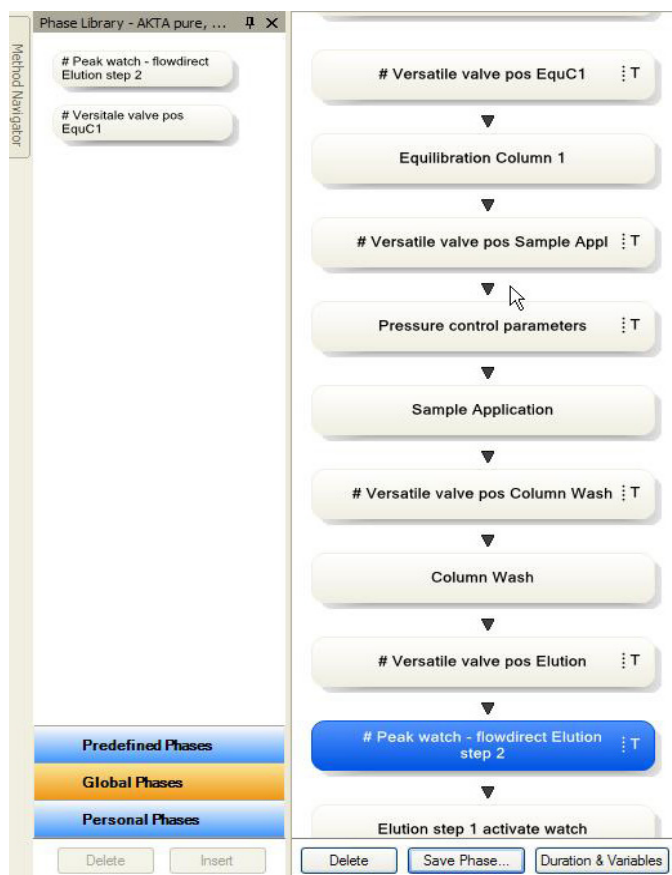 Phase Library - AKTA pure, ...
Method Navigator
# Peak watch - flowdirect
Elution step 2
# Versitale valve pos
EquC1
Predefined Phases
Global Phases
Personal Phases
Delete
Insert
# Versatile valve pos EquC1
T
Equilibration Column 1
# Versatile valve pos Sample Appl
T
Pressure control parameters
T
Sample Application
# Versatile valve pos Column Wash
T
Column Wash
# Versatile valve pos Elution
T
# Peak watch - flowdirect Elution
step 2
T
Elution step 1 activate watch
Delete
Save Phase...
Duration & Variables